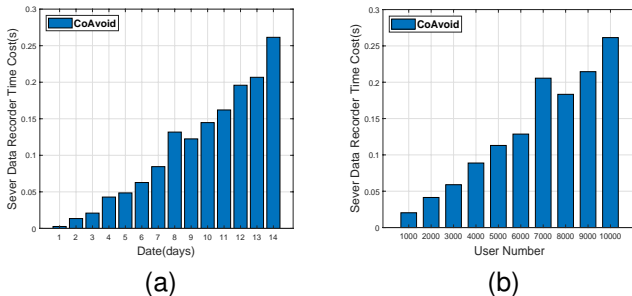 0.3
0.25
0.2
0.15
0.1
0.05
0
Sever Data Recorder Time Cost(s)
CoAvoid
1 2 3 4 5 6 7 8 9 10 11 12 13 14
Date(days)
(a)
0.3
0.25
0.2
0.15
0.1
0.05
0
Sever Data Recorder Time Cost(s)
CoAvoid
1000 2000 3000 4000 5000 6000 7000 8000 9000 10000
User Number
(b)